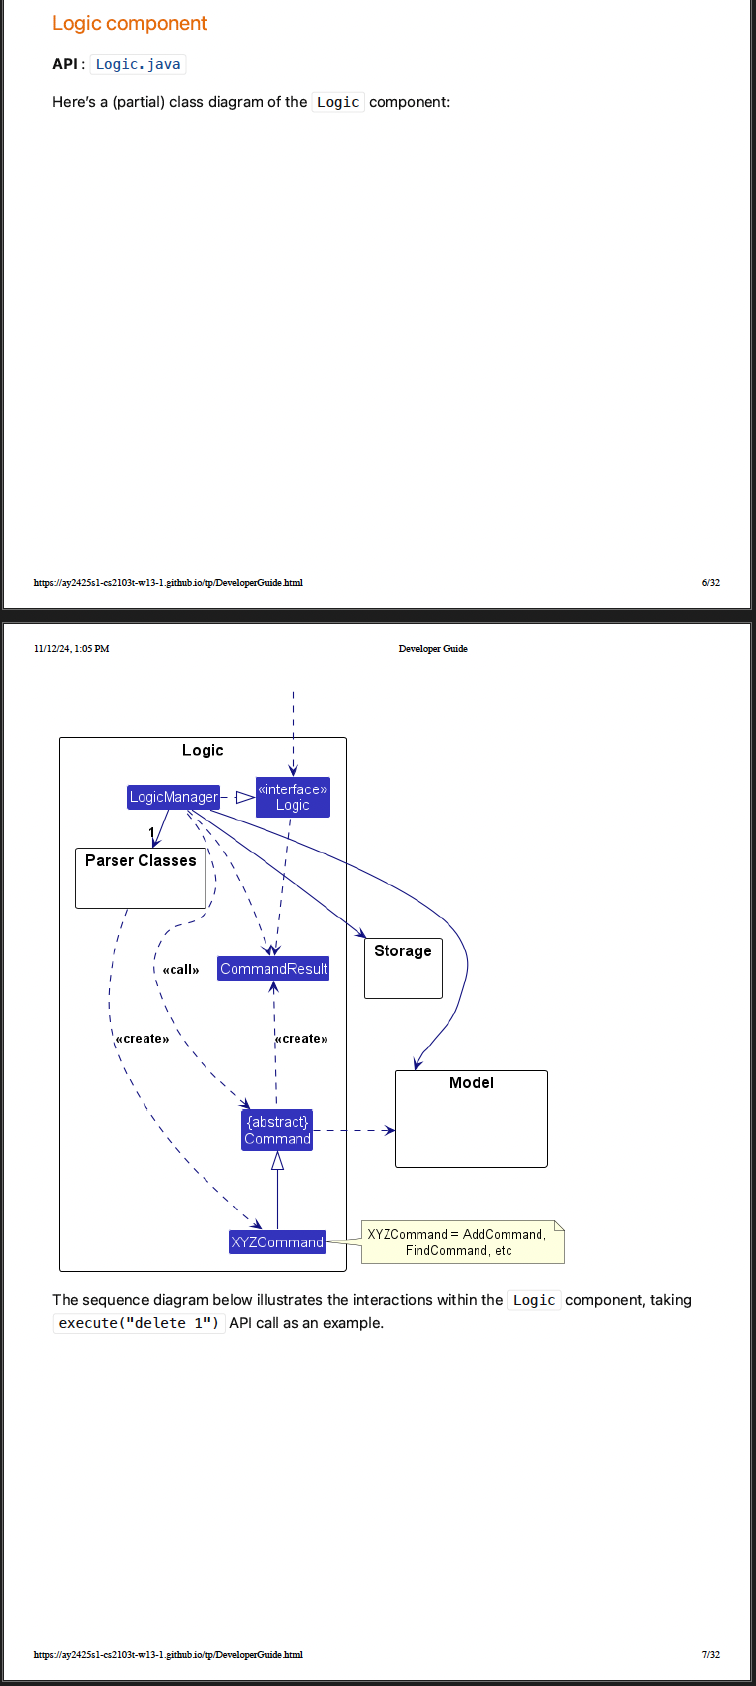 Logic component
API : Logic.java
Here's a (partial) class diagram of the Logic component:
https://ay2425s1-cs2103t-w13-1.github.io/tp/DeveloperGuide.html 6/32
11/12/24, 1:05 PM Developer Guide
Logic
LogicManager
«interface»
Logic
1
Parser Classes
Storage
«call»
CommandResult
«create»
«create»
Model
{abstract}
Command
XYZCommand
XYZCommand = AddCommand,
FindCommand, etc
The sequence diagram below illustrates the interactions within the Logic component, taking
execute("delete 1") API call as an example.
https://ay2425s1-cs2103t-w13-1.github.io/tp/DeveloperGuide.html 7/32